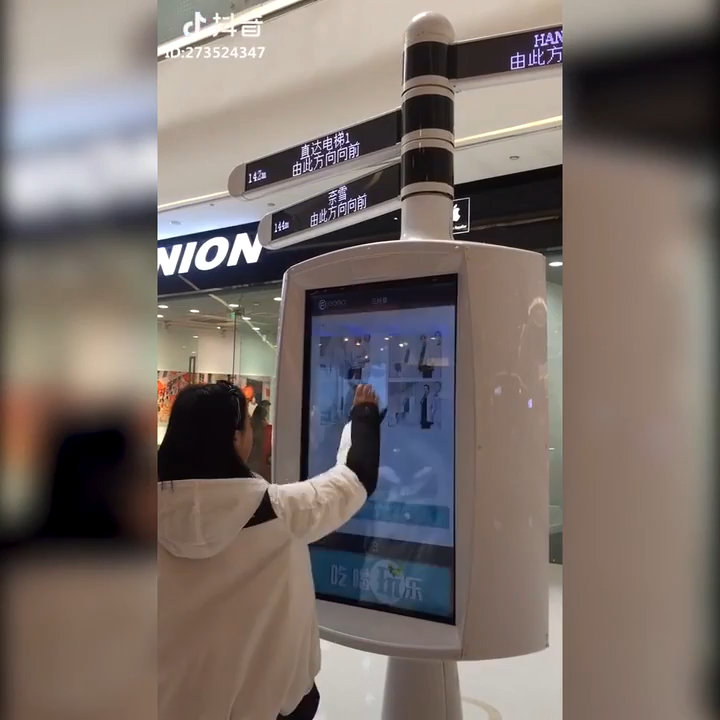 抖音
ID:273524347
HAN
由此方
直达电梯1
142m
由此方向向前
奈雪
144m
由此方向向前
NION
吃喝玩乐